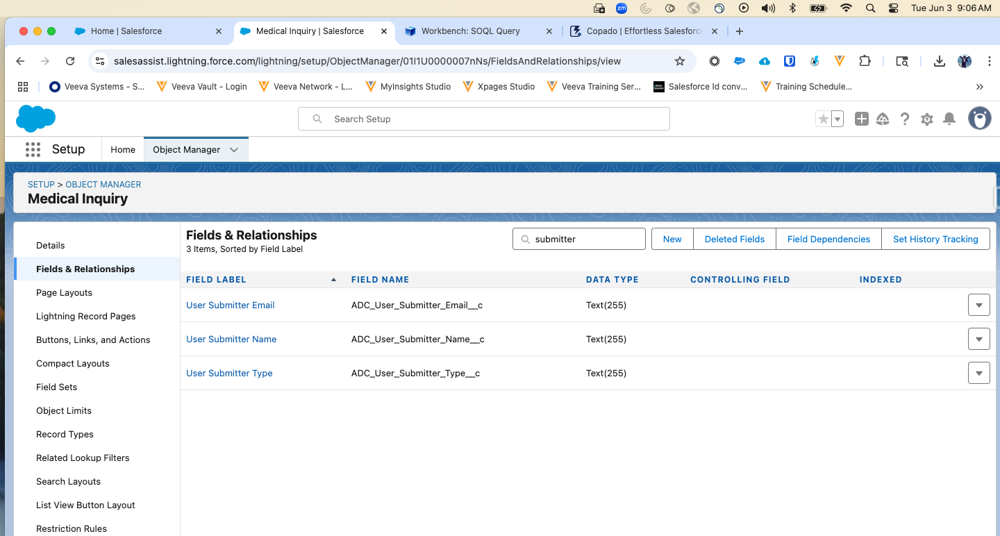 zm
Tue Jun 3 9:06 AM
Home | Salesforce
Medical Inquiry | Salesforce
Workbench: SOQL Query
Copado | Effortless Salesforc
salesassist.lightning.force.com/lightning/setup/ObjectManager/01I1U0000007nNs/FieldsAndRelationships/view
Veeva Systems - S...
Veeva Vault - Login
Veeva Network - L...
MyInsights Studio
Xpages Studio
Veeva Training Ser...
Salesforce Id conv...
Training Schedule...
Search Setup
Setup
Home
Object Manager
SETUP > OBJECT MANAGER
Medical Inquiry
Details
Fields & Relationships
Page Layouts
Lightning Record Pages
Buttons, Links, and Actions
Compact Layouts
Field Sets
Object Limits
Record Types
Related Lookup Filters
Search Layouts
List View Button Layout
Restriction Rules
Fields & Relationships
3 Items, Sorted by Field Label
submitter
New
Deleted Fields
Field Dependencies
Set History Tracking
FIELD LABEL FIELD NAME DATA TYPE CONTROLLING FIELD INDEXED
User Submitter Email ADC_User_Submitter_Email__c Text(255)
User Submitter Name ADC_User_Submitter_Name__c Text(255)
User Submitter Type ADC_User_Submitter_Type__c Text(255)